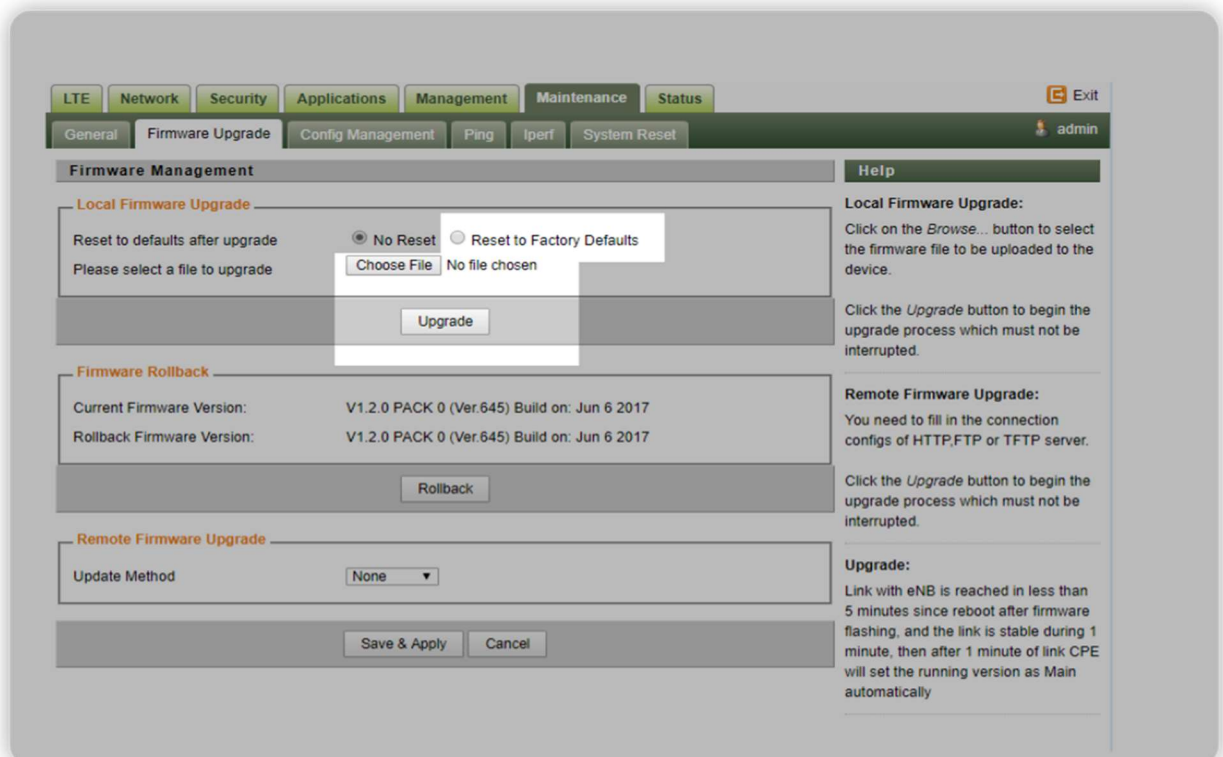 LTE Network Security Applications Management Maintenance Status Exit
General Firmware Upgrade Config Management Ping Iperf System Reset admin
Firmware Management
Local Firmware Upgrade
Reset to defaults after upgrade No Reset Reset to Factory Defaults
Please select a file to upgrade Choose File No file chosen
Upgrade
Firmware Rollback
Current Firmware Version: V1.2.0 PACK 0 (Ver.645) Build on: Jun 6 2017
Rollback Firmware Version: V1.2.0 PACK 0 (Ver.645) Build on: Jun 6 2017
Rollback
Remote Firmware Upgrade
Update Method None
Save & Apply Cancel
Help
Local Firmware Upgrade:
Click on the Browse... button to select
the firmware file to be uploaded to the
device.
Click the Upgrade button to begin the
upgrade process which must not be
interrupted.
Remote Firmware Upgrade:
You need to fill in the connection
configs of HTTP,FTP or TFTP server.
Click the Upgrade button to begin the
upgrade process which must not be
interrupted.
Upgrade:
Link with eNB is reached in less than
5 minutes since reboot after firmware
flashing, and the link is stable during 1
minute, then after 1 minute of link CPE
will set the running version as Main
automatically